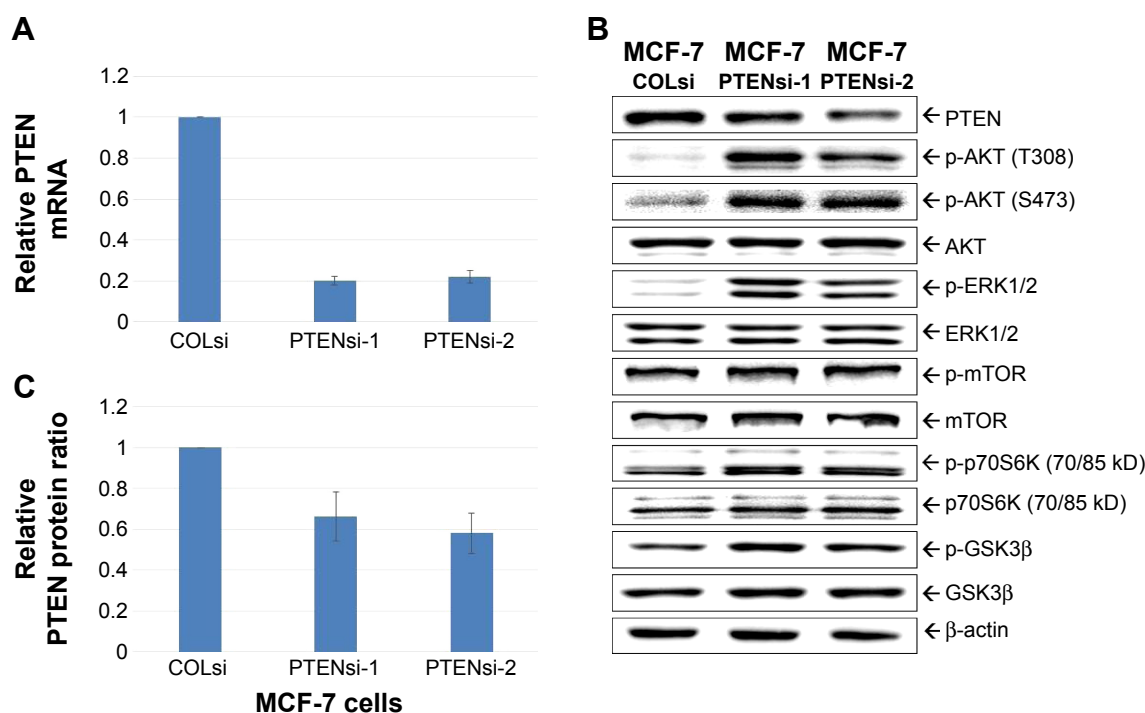 A
Relative PTEN
mRNA
1.2
1
0.8
0.6
0.4
0.2
0
COLsi PTENsi-1 PTENsi-2
C
Relative
PTEN protein ratio
1.2
1
0.8
0.6
0.4
0.2
0
COLsi PTENsi-1 PTENsi-2
MCF-7 cells
B
MCF-7 MCF-7 MCF-7
COLsi PTENsi-1 PTENsi-2
← PTEN
← p-AKT (T308)
← p-AKT (S473)
← AKT
← p-ERK1/2
← ERK1/2
← p-mTOR
← mTOR
← p-p70S6K (70/85 kD)
← p70S6K (70/85 kD)
← p-GSK3β
← GSK3β
← β-actin